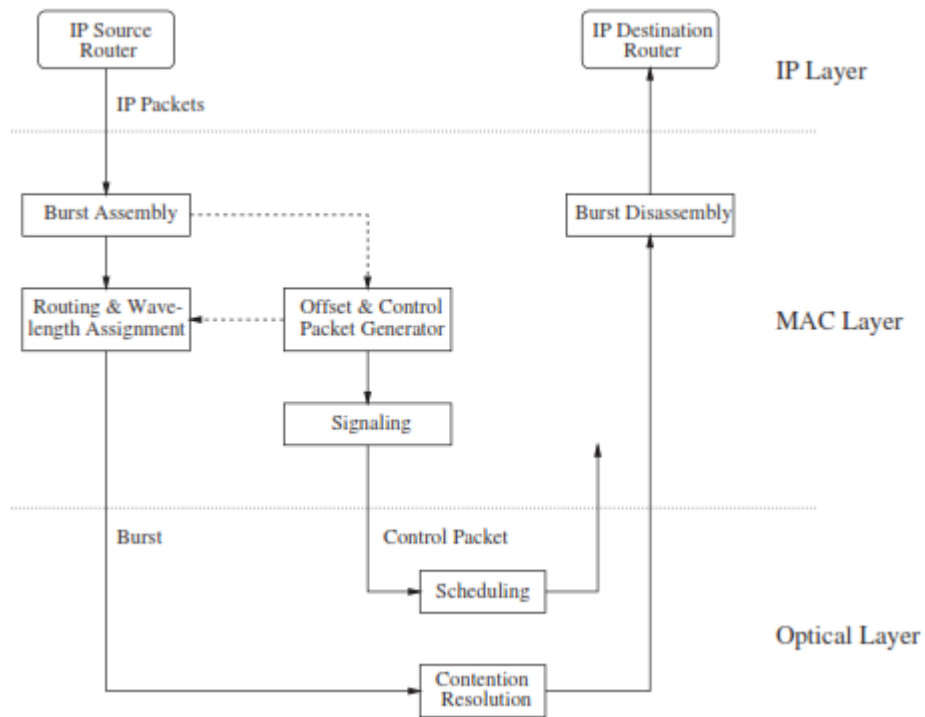 IP Source
Router
IP Destination
Router
IP Layer
IP Packets
Burst Assembly
Burst Disassembly
Routing & Wave-
length Assignment
Offset & Control
Packet Generator
MAC Layer
Signaling
Burst
Control Packet
Scheduling
Optical Layer
Contention
Resolution